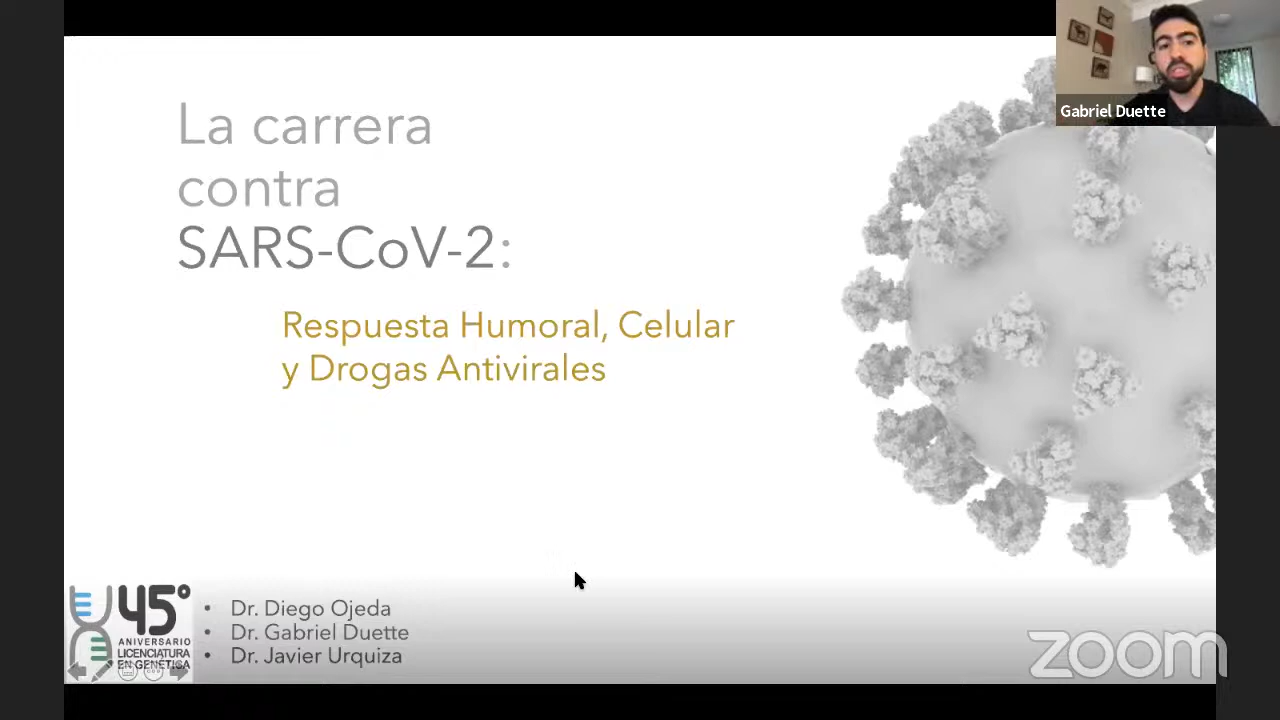 Gabriel Duette
La carrera
contra
SARS-CoV-2:
Respuesta Humoral, Celular
y Drogas Antivirales
45°
ANIVERSARIO
LICENCIATURA
EN GENÉTICA
• Dr. Diego Ojeda
• Dr. Gabriel Duette
• Dr. Javier Urquiza
zoom